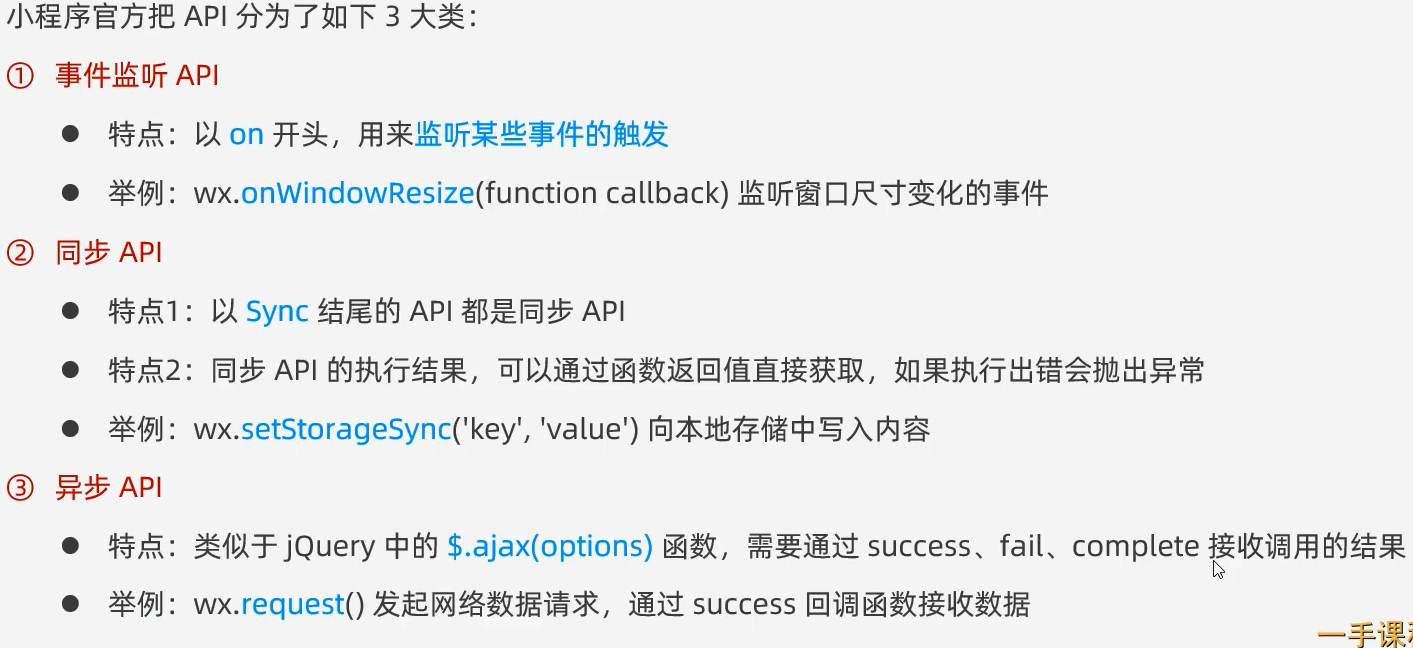 小程序官方把 API 分为了如下 3 大类：
① 事件监听 API
● 特点：以 on 开头，用来监听某些事件的触发
● 举例：wx.onWindowResize(function callback) 监听窗口尺寸变化的事件
② 同步 API
● 特点1：以 Sync 结尾的 API 都是同步 API
● 特点2：同步 API 的执行结果，可以通过函数返回值直接获取，如果执行出错会抛出异常
● 举例：wx.setStorageSync('key', 'value') 向本地存储中写入内容
③ 异步 API
● 特点：类似于 jQuery 中的 $.ajax(options) 函数，需要通过 success、fail、complete 接收调用的结果
● 举例：wx.request() 发起网络数据请求，通过 success 回调函数接收数据
一手课